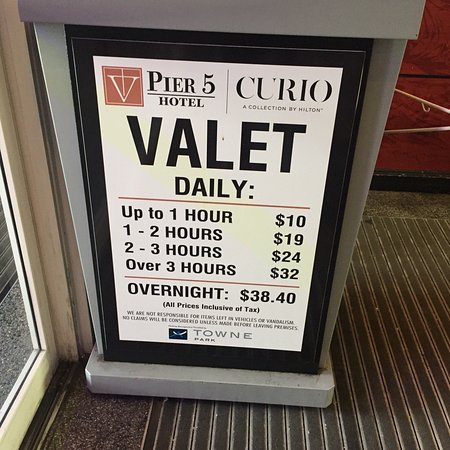 PIER 5
HOTEL
CURIO
A COLLECTION BY HILTON
VALET
DAILY:
Up to 1 HOUR $10
1 - 2 HOURS $19
2 - 3 HOURS $24
Over 3 HOURS $32
OVERNIGHT: $38.40
(All Prices Inclusive of Tax)
WE ARE NOT RESPONSIBLE FOR ITEMS LEFT IN VEHICLES OR VANDALISM.
NO CLAIMS WILL BE CONSIDERED UNLESS MADE BEFORE LEAVING PREMISES.
TOWNE
PARK